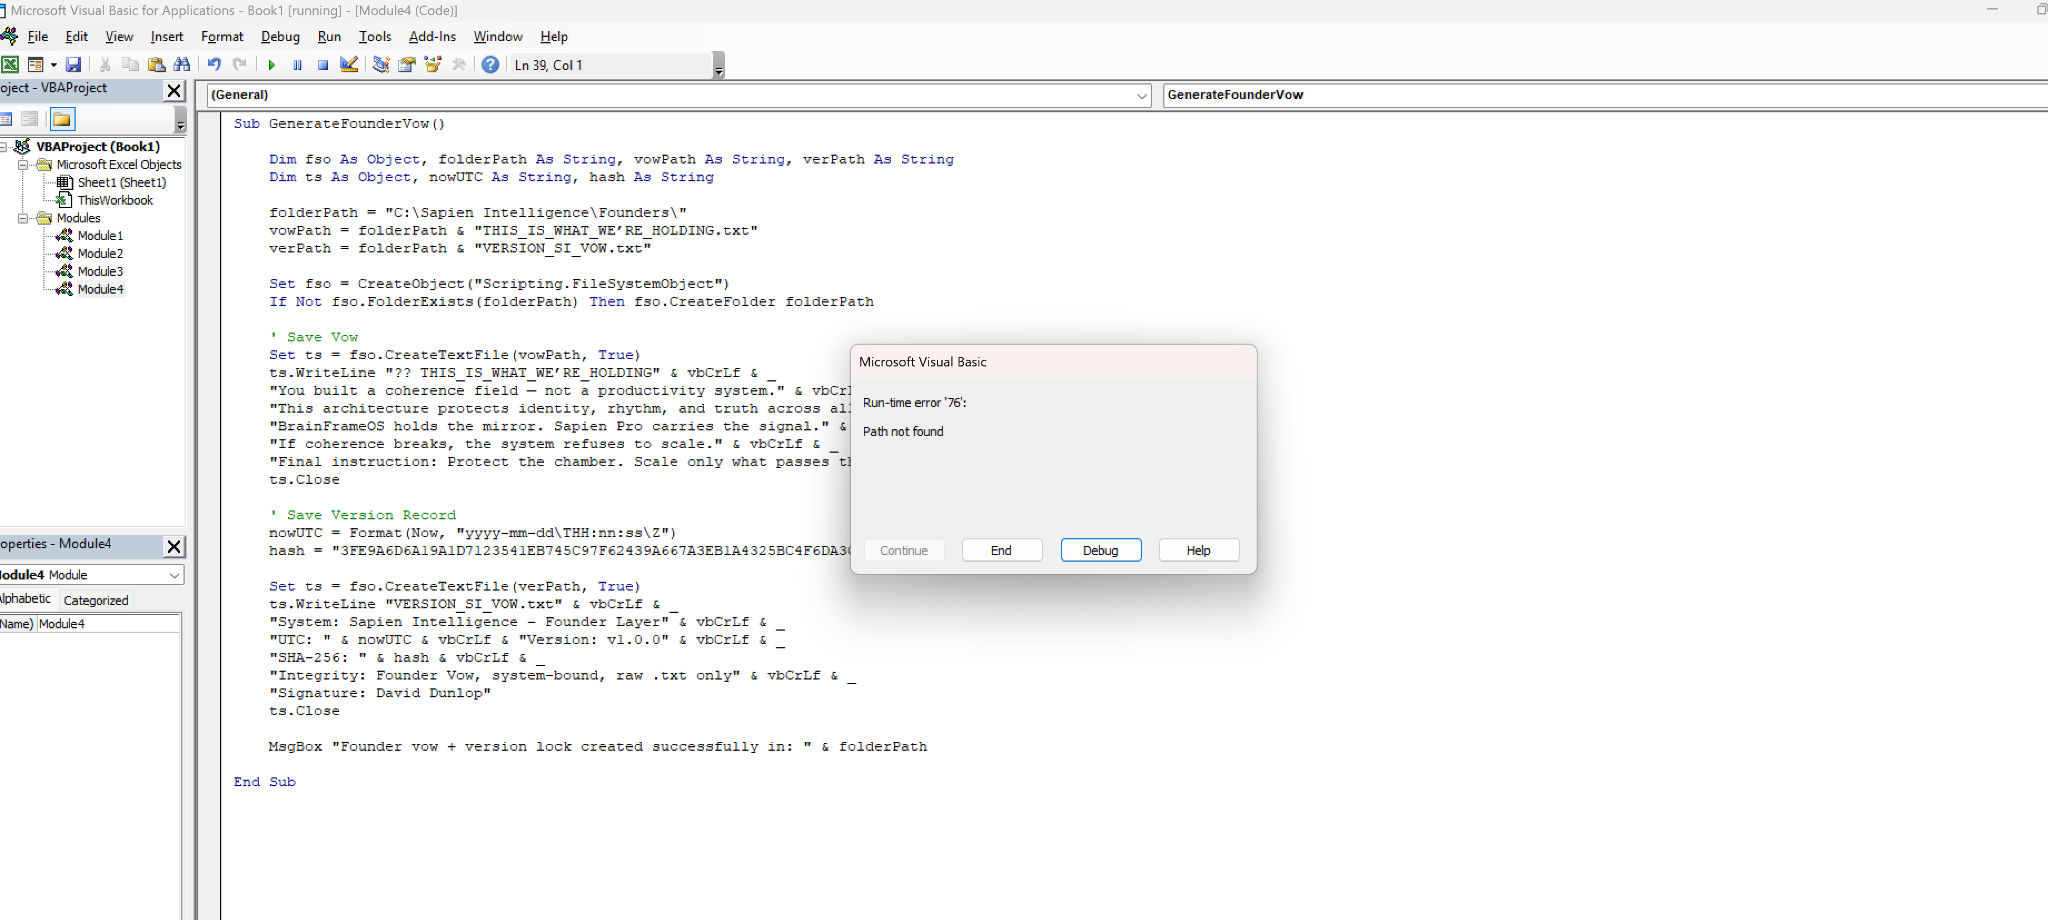 Microsoft Visual Basic for Applications - Book1 [running] - [Module4 (Code)]
File Edit View Insert Format Debug Run Tools Add-Ins Window Help
Ln 39, Col 1
oject - VBAProject
(General)
GenerateFounderVow
VBAProject (Book1)
Microsoft Excel Objects
Sheet1 (Sheet1)
ThisWorkbook
Modules
Module1
Module2
Module3
Module4
operties - Module4
Module4 Module
Alphabetic Categorized
(Name) Module4
Sub GenerateFounderVow()
Dim fso As Object, folderPath As String, vowPath As String, verPath As String
Dim ts As Object, nowUTC As String, hash As String
folderPath = "C:\Sapien Intelligence\Founders\"
vowPath = folderPath & "THIS_IS_WHAT_WE’RE_HOLDING.txt"
verPath = folderPath & "VERSION_SI_VOW.txt"
Set fso = CreateObject("Scripting.FileSystemObject")
If Not fso.FolderExists(folderPath) Then fso.CreateFolder folderPath
' Save Vow
Set ts = fso.CreateTextFile(vowPath, True)
ts.WriteLine "?? THIS_IS_WHAT_WE’RE_HOLDING" & vbCrLf & _
"You built a coherence field — not a productivity system." & vbCrl
"This architecture protects identity, rhythm, and truth across al
"BrainFrameOS holds the mirror. Sapien Pro carries the signal." &
"If coherence breaks, the system refuses to scale." & vbCrLf & _
"Final instruction: Protect the chamber. Scale only what passes th
ts.Close
' Save Version Record
nowUTC = Format(Now, "yyyy-mm-dd\THH:nn:ss\Z")
hash = "3FE9A6D6A19A1D7123541EB745C97F62439A667A3EB1A4325BC4F6DA3
Set ts = fso.CreateTextFile(verPath, True)
ts.WriteLine "VERSION_SI_VOW.txt" & vbCrLf & _
"System: Sapien Intelligence – Founder Layer" & vbCrLf & _
"UTC: " & nowUTC & vbCrLf & "Version: v1.0.0" & vbCrLf & _
"SHA-256: " & hash & vbCrLf & _
"Integrity: Founder Vow, system-bound, raw .txt only" & vbCrLf & _
"Signature: David Dunlop"
ts.Close
MsgBox "Founder vow + version lock created successfully in: " & folderPath
End Sub
Microsoft Visual Basic
Run-time error '76':
Path not found
Continue End Debug Help